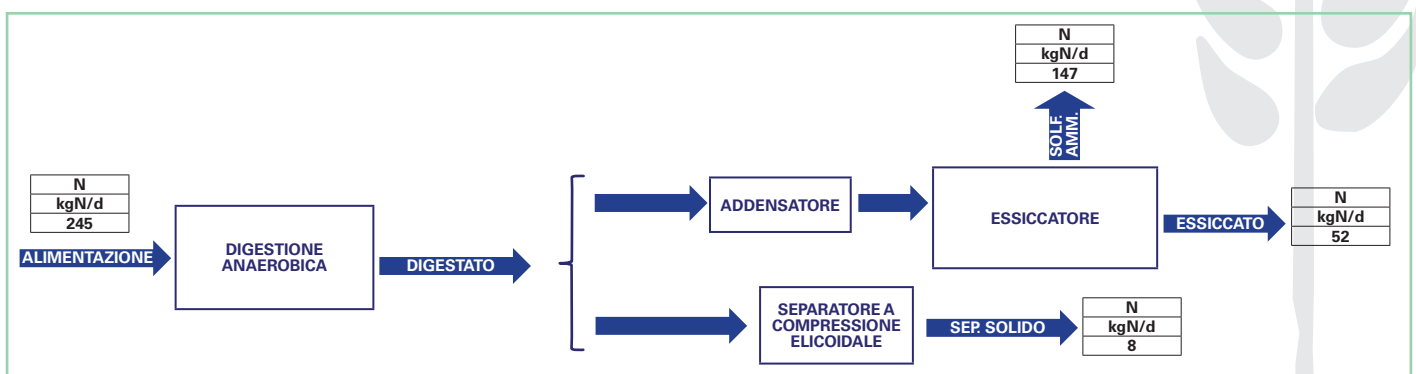 N
kgN/d
147
SOLF.
AMM.
N
kgN/d
245
ALIMENTAZIONE
DIGESTIONE
ANAEROBICA
DIGESTATO
ADDENSATORE
ESSICCATORE
ESSICCATO
N
kgN/d
52
SEPARATORE A
COMPRESSIONE
ELICOIDALE
SEP. SOLIDO
N
kgN/d
8